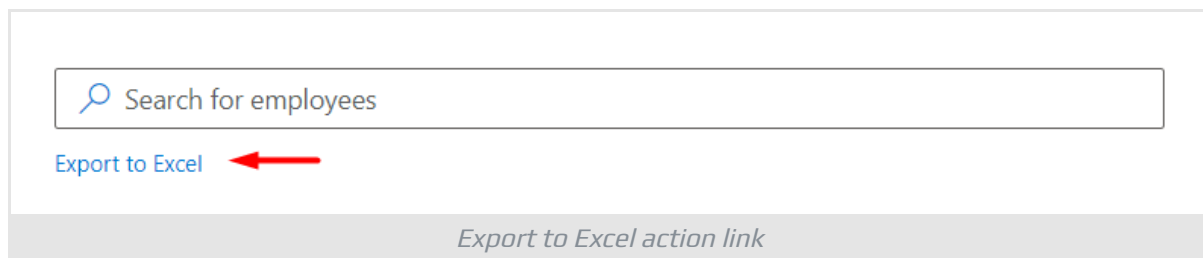 Search for employees
Export to Excel
Export to Excel action link